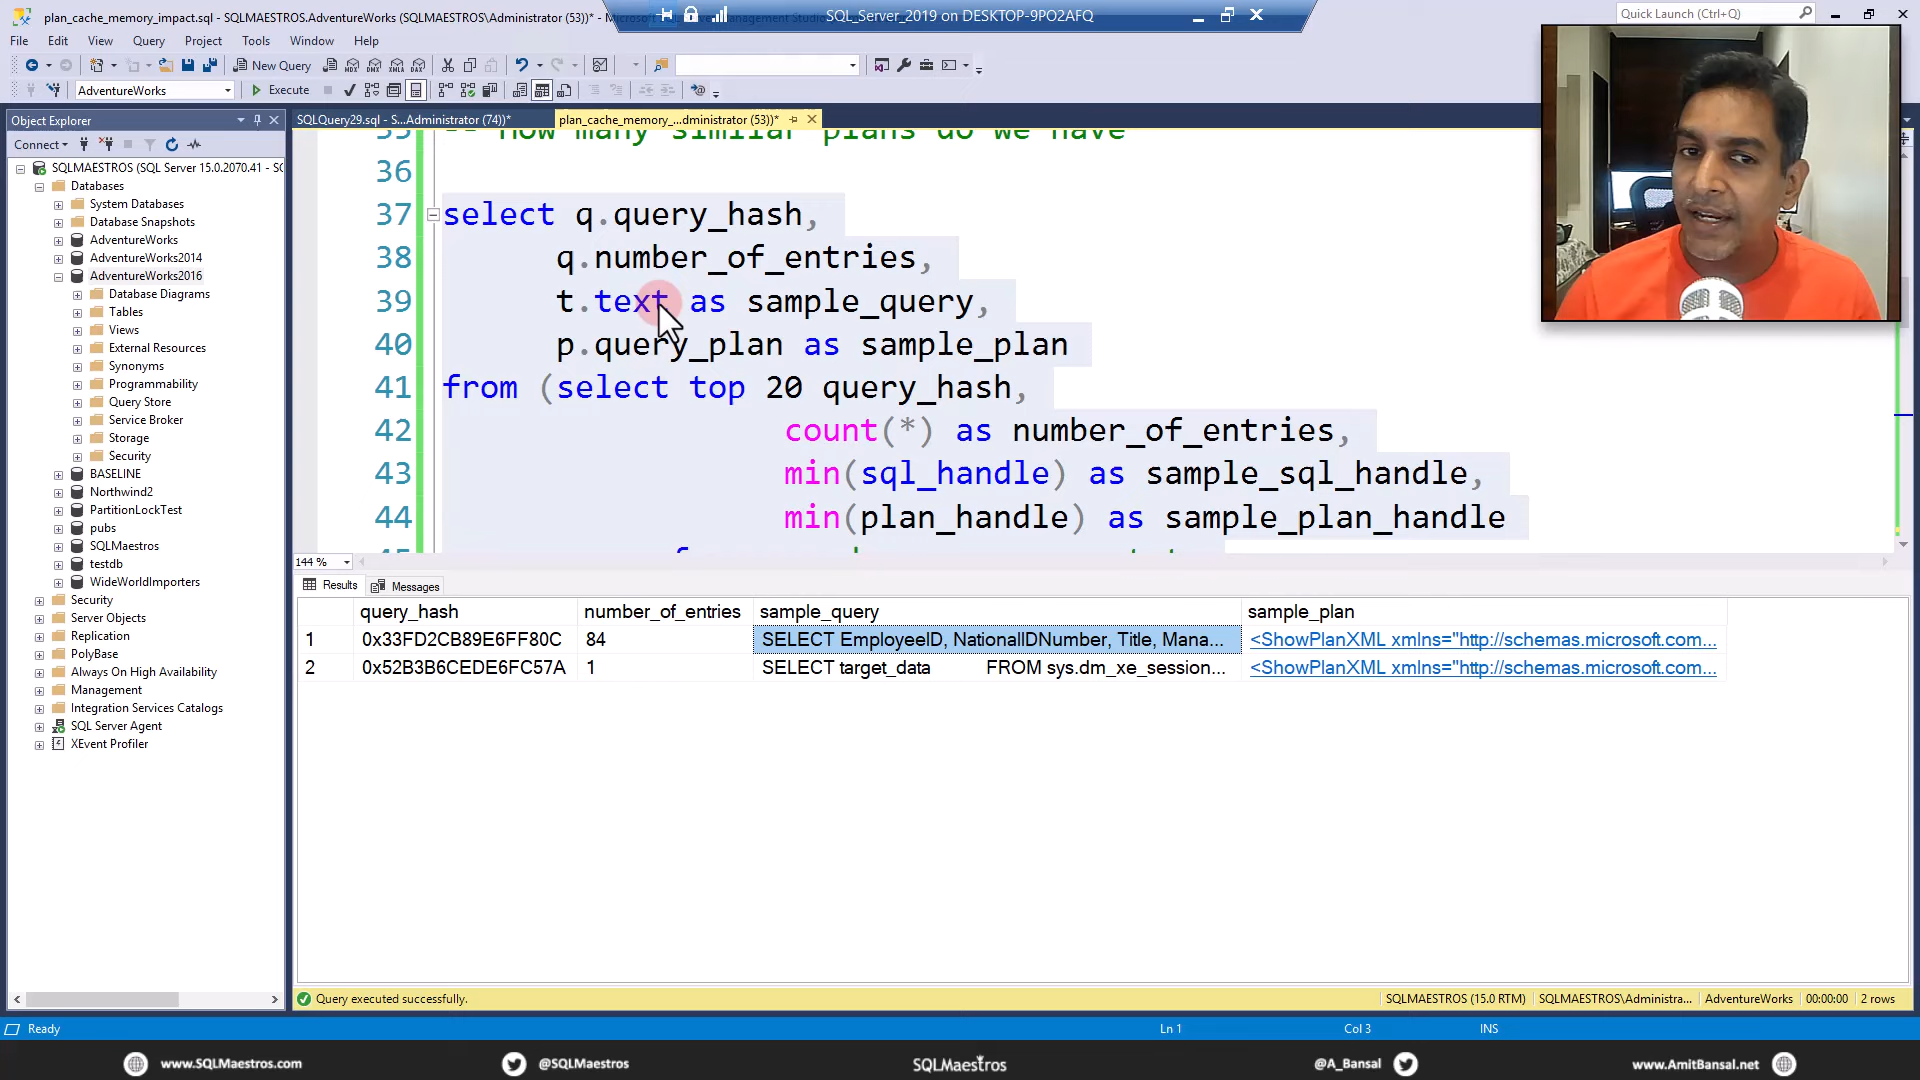 plan_cache_memory_impact.sql - SQLMAESTROS.AdventureWorks (SQLMAESTROS\Administrator (53))*
SQL_Server_2019 on DESKTOP-9PO2AFQ
Quick Launch (Ctrl+Q)
File Edit View Query Project Tools Window Help
New Query
AdventureWorks
Execute
Object Explorer
SQLQuery29.sql - S...Administrator (74))*
plan_cache_memory_...dministrator (53))*
Connect
SQLMAESTROS (SQL Server 15.0.2070.41 - SQ
Databases
System Databases
Database Snapshots
AdventureWorks
AdventureWorks2014
AdventureWorks2016
Database Diagrams
Tables
Views
External Resources
Synonyms
Programmability
Query Store
Service Broker
Storage
Security
BASELINE
Northwind2
PartitionLockTest
pubs
SQLMaestros
testdb
WideWorldImporters
Security
Server Objects
Replication
PolyBase
Always On High Availability
Management
Integration Services Catalogs
SQL Server Agent
XEvent Profiler
35 -- How many similar plans do we have
36
37 select q.query_hash,
38 q.number_of_entries,
39 t.text as sample_query,
40 p.query_plan as sample_plan
41 from (select top 20 query_hash,
42 count(*) as number_of_entries,
43 min(sql_handle) as sample_sql_handle,
44 min(plan_handle) as sample_plan_handle
144 %
Results Messages
query_hash number_of_entries sample_query sample_plan
1 0x33FD2CB89E6FF80C 84 SELECT EmployeeID, NationalIDNumber, Title, Mana... <ShowPlanXML xmlns="http://schemas.microsoft.com...
2 0x52B3B6CEDE6FC57A 1 SELECT target_data FROM sys.dm_xe_session... <ShowPlanXML xmlns="http://schemas.microsoft.com...
Query executed successfully.
SQLMAESTROS (15.0 RTM) SQLMAESTROS\Administra... AdventureWorks 00:00:00 2 rows
Ready Ln 1 Col 3 INS
www.SQLMaestros.com @SQLMaestros SQLMaestros @A_Bansal www.AmitBansal.net